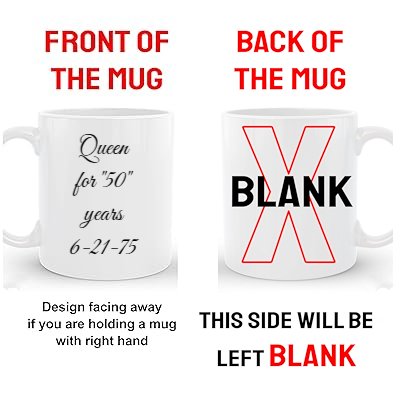 FRONT OF
THE MUG
Queen
for "50"
years
6-21-75
Design facing away
if you are holding a mug
with right hand
BACK OF
THE MUG
X
BLANK
THIS SIDE WILL BE
LEFT BLANK